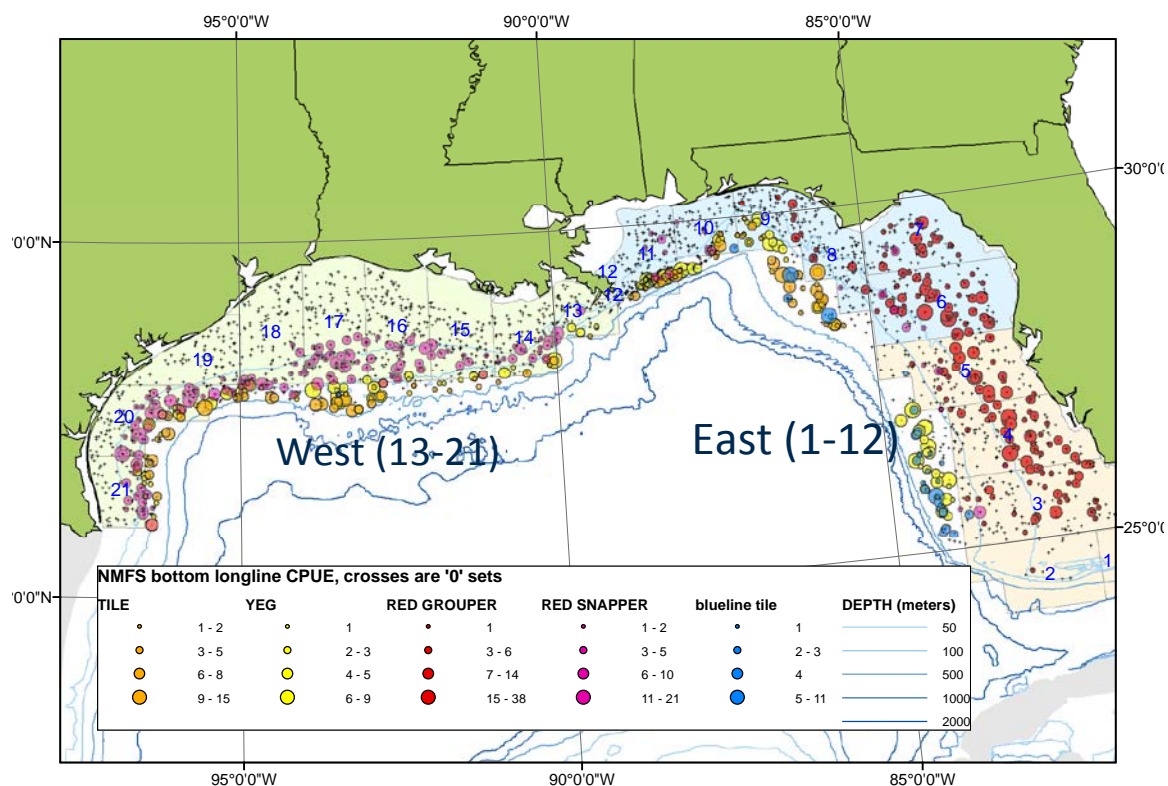 95°0'0"W 90°0'0"W 85°0'0"W
30°0'0
'0'0"N
9
7
10
11
8
12
12
6
13
17
16
18
15
14
19
5
20
West (13-21)
East (1-12)
4
21
3
25°0'0
2
1
NMFS bottom longline CPUE, crosses are '0' sets
TILE YEG RED GROUPER RED SNAPPER blueline tile DEPTH (meters)
1 - 2 1 1 1 - 2 1 50
3 - 5 2 - 3 3 - 6 3 - 5 2 - 3 100
6 - 8 4 - 5 7 - 14 6 - 10 4 500
9 - 15 6 - 9 15 - 38 11 - 21 5 - 11 1000
2000
'0'0"N
95°0'0"W 90°0'0"W 85°0'0"W